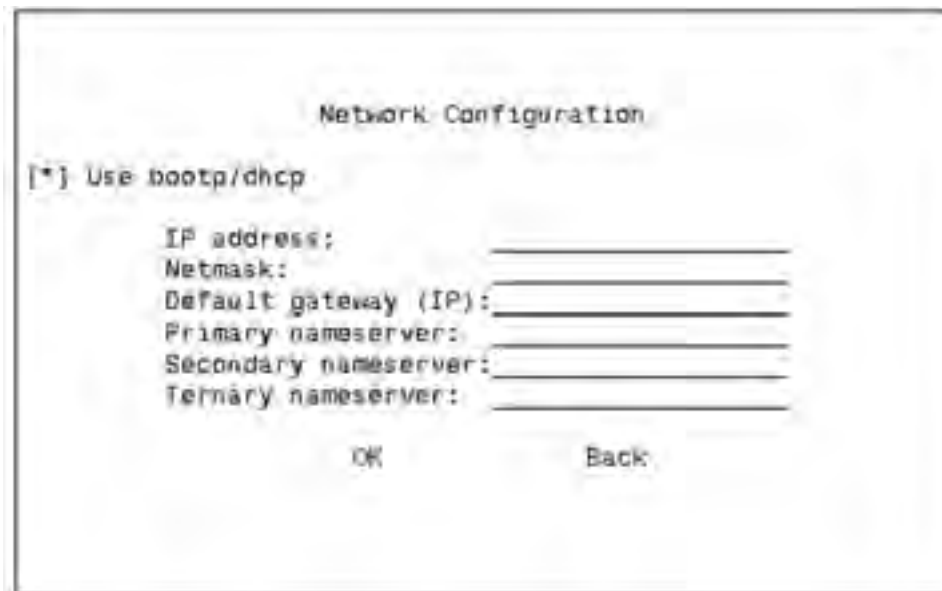 Network Configuration
[*] Use bootp/dhcp
IP address:
Netmask:
Default gateway (IP):
Primary nameserver:
Secondary nameserver:
Ternary nameserver:
OK Back